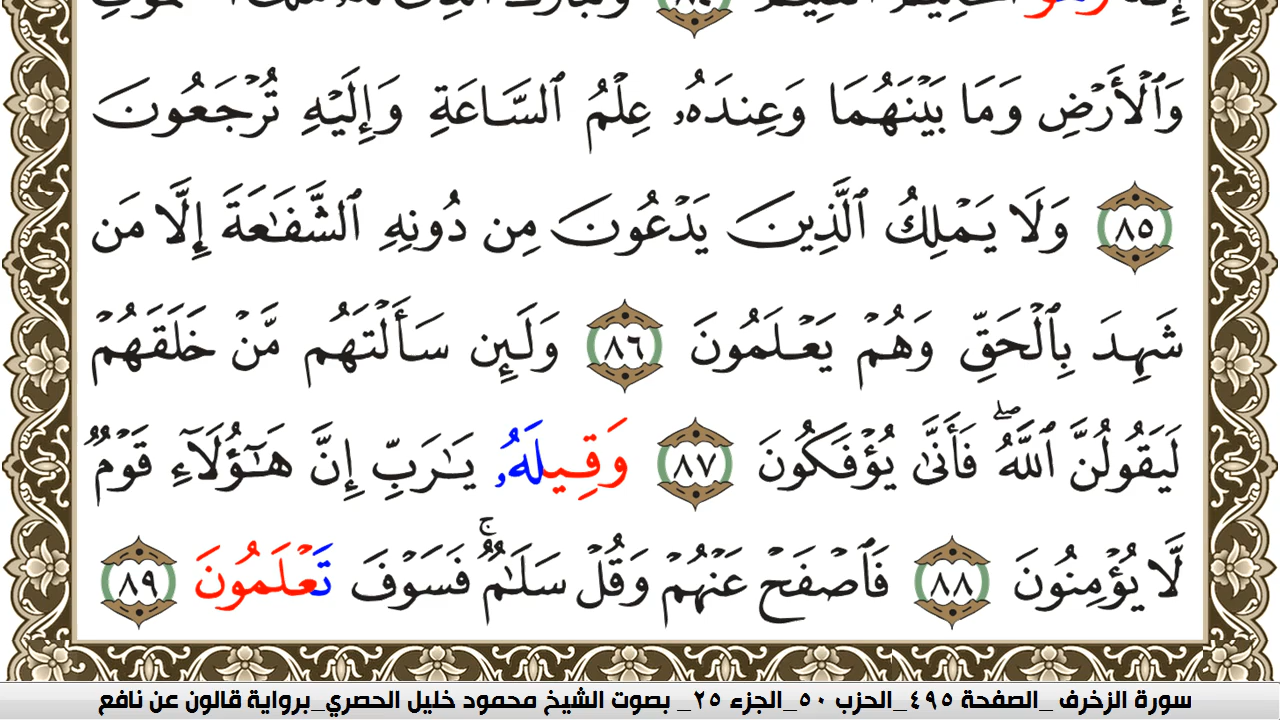 وَٱلۡأَرۡضِ وَمَا بَيۡنَهُمَا وَعِندَهُۥ عِلۡمُ ٱلسَّاعَةِ وَإِلَيۡهِ تُرۡجَعُونَ
٨٥ وَلَا يَمۡلِكُ ٱلَّذِينَ يَدۡعُونَ مِن دُونِهِ ٱلشَّفَٰعَةَ إِلَّا مَن
شَهِدَ بِٱلۡحَقِّ وَهُمۡ يَعۡلَمُونَ ٨٦ وَلَئِن سَأَلۡتَهُم مَّنۡ خَلَقَهُمۡ
لَيَقُولُنَّ ٱللَّهُۖ فَأَنَّىٰ يُؤۡفَكُونَ ٨٧ وَقِيلَهُۥ يَٰرَبِّ إِنَّ هَٰٓؤُلَآءِ قَوۡمٞ
لَّا يُؤۡمِنُونَ ٨٨ فَٱصۡفَحۡ عَنۡهُمۡ وَقُلۡ سَلَٰمٞۚ فَسَوۡفَ تَعۡلَمُونَ ٨٩
سورة الزخرف _الصفحة ٤٩٥_الحزب ٥٠_الجزء ٢٥_ بصوت الشيخ محمود خليل الحصري_برواية قالون عن نافع